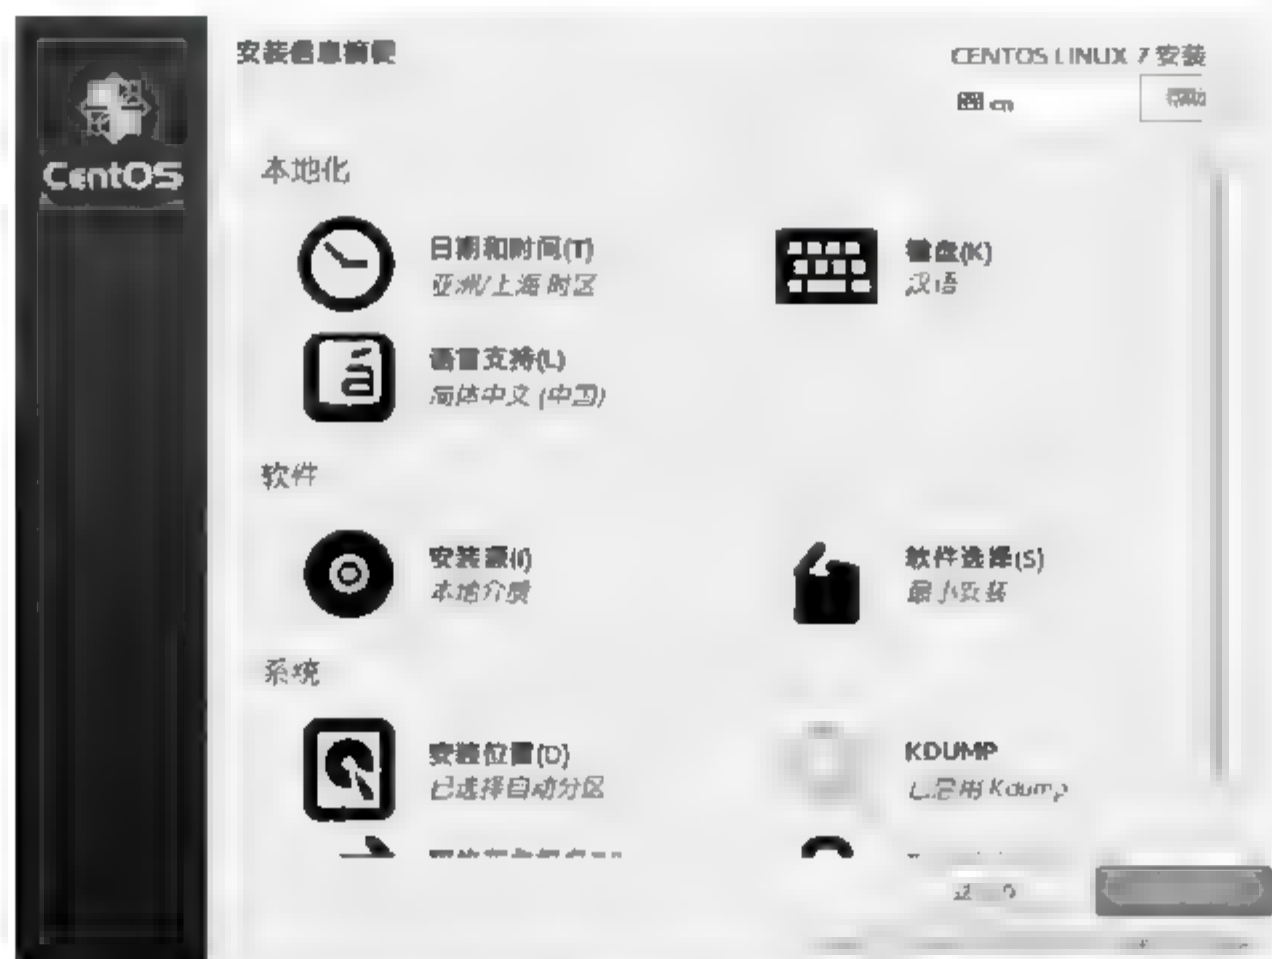 安装信息摘要
CENTOS LINUX 7 安装
cn
帮助
CentOS
本地化
日期和时间(T)
亚洲/上海 时区
键盘(K)
汉语
语言支持(L)
简体中文 (中国)
软件
安装源(I)
本地介质
软件选择(S)
最小安装
系统
安装位置(D)
已选择自动分区
KDUMP
已启用 Kdump